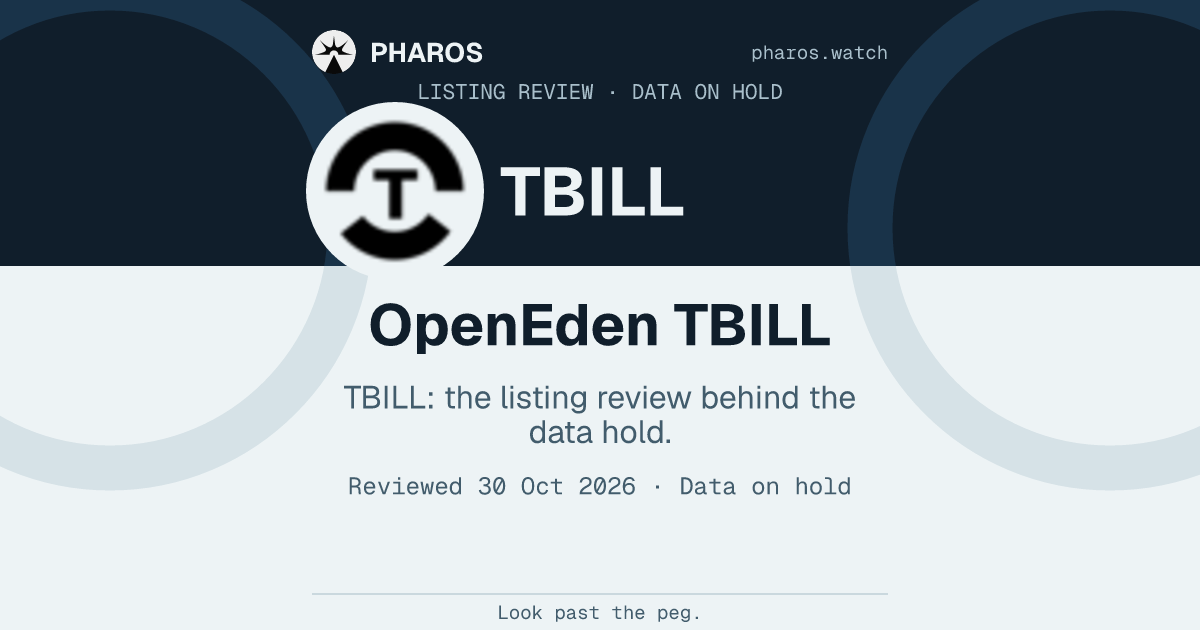 PHAROS
pharos.watch
LISTING REVIEW · DATA ON HOLD
T
TBILL
OpenEden TBILL
TBILL: the listing review behind the
data hold.
Reviewed 30 Oct 2026 · Data on hold
Look past the peg.